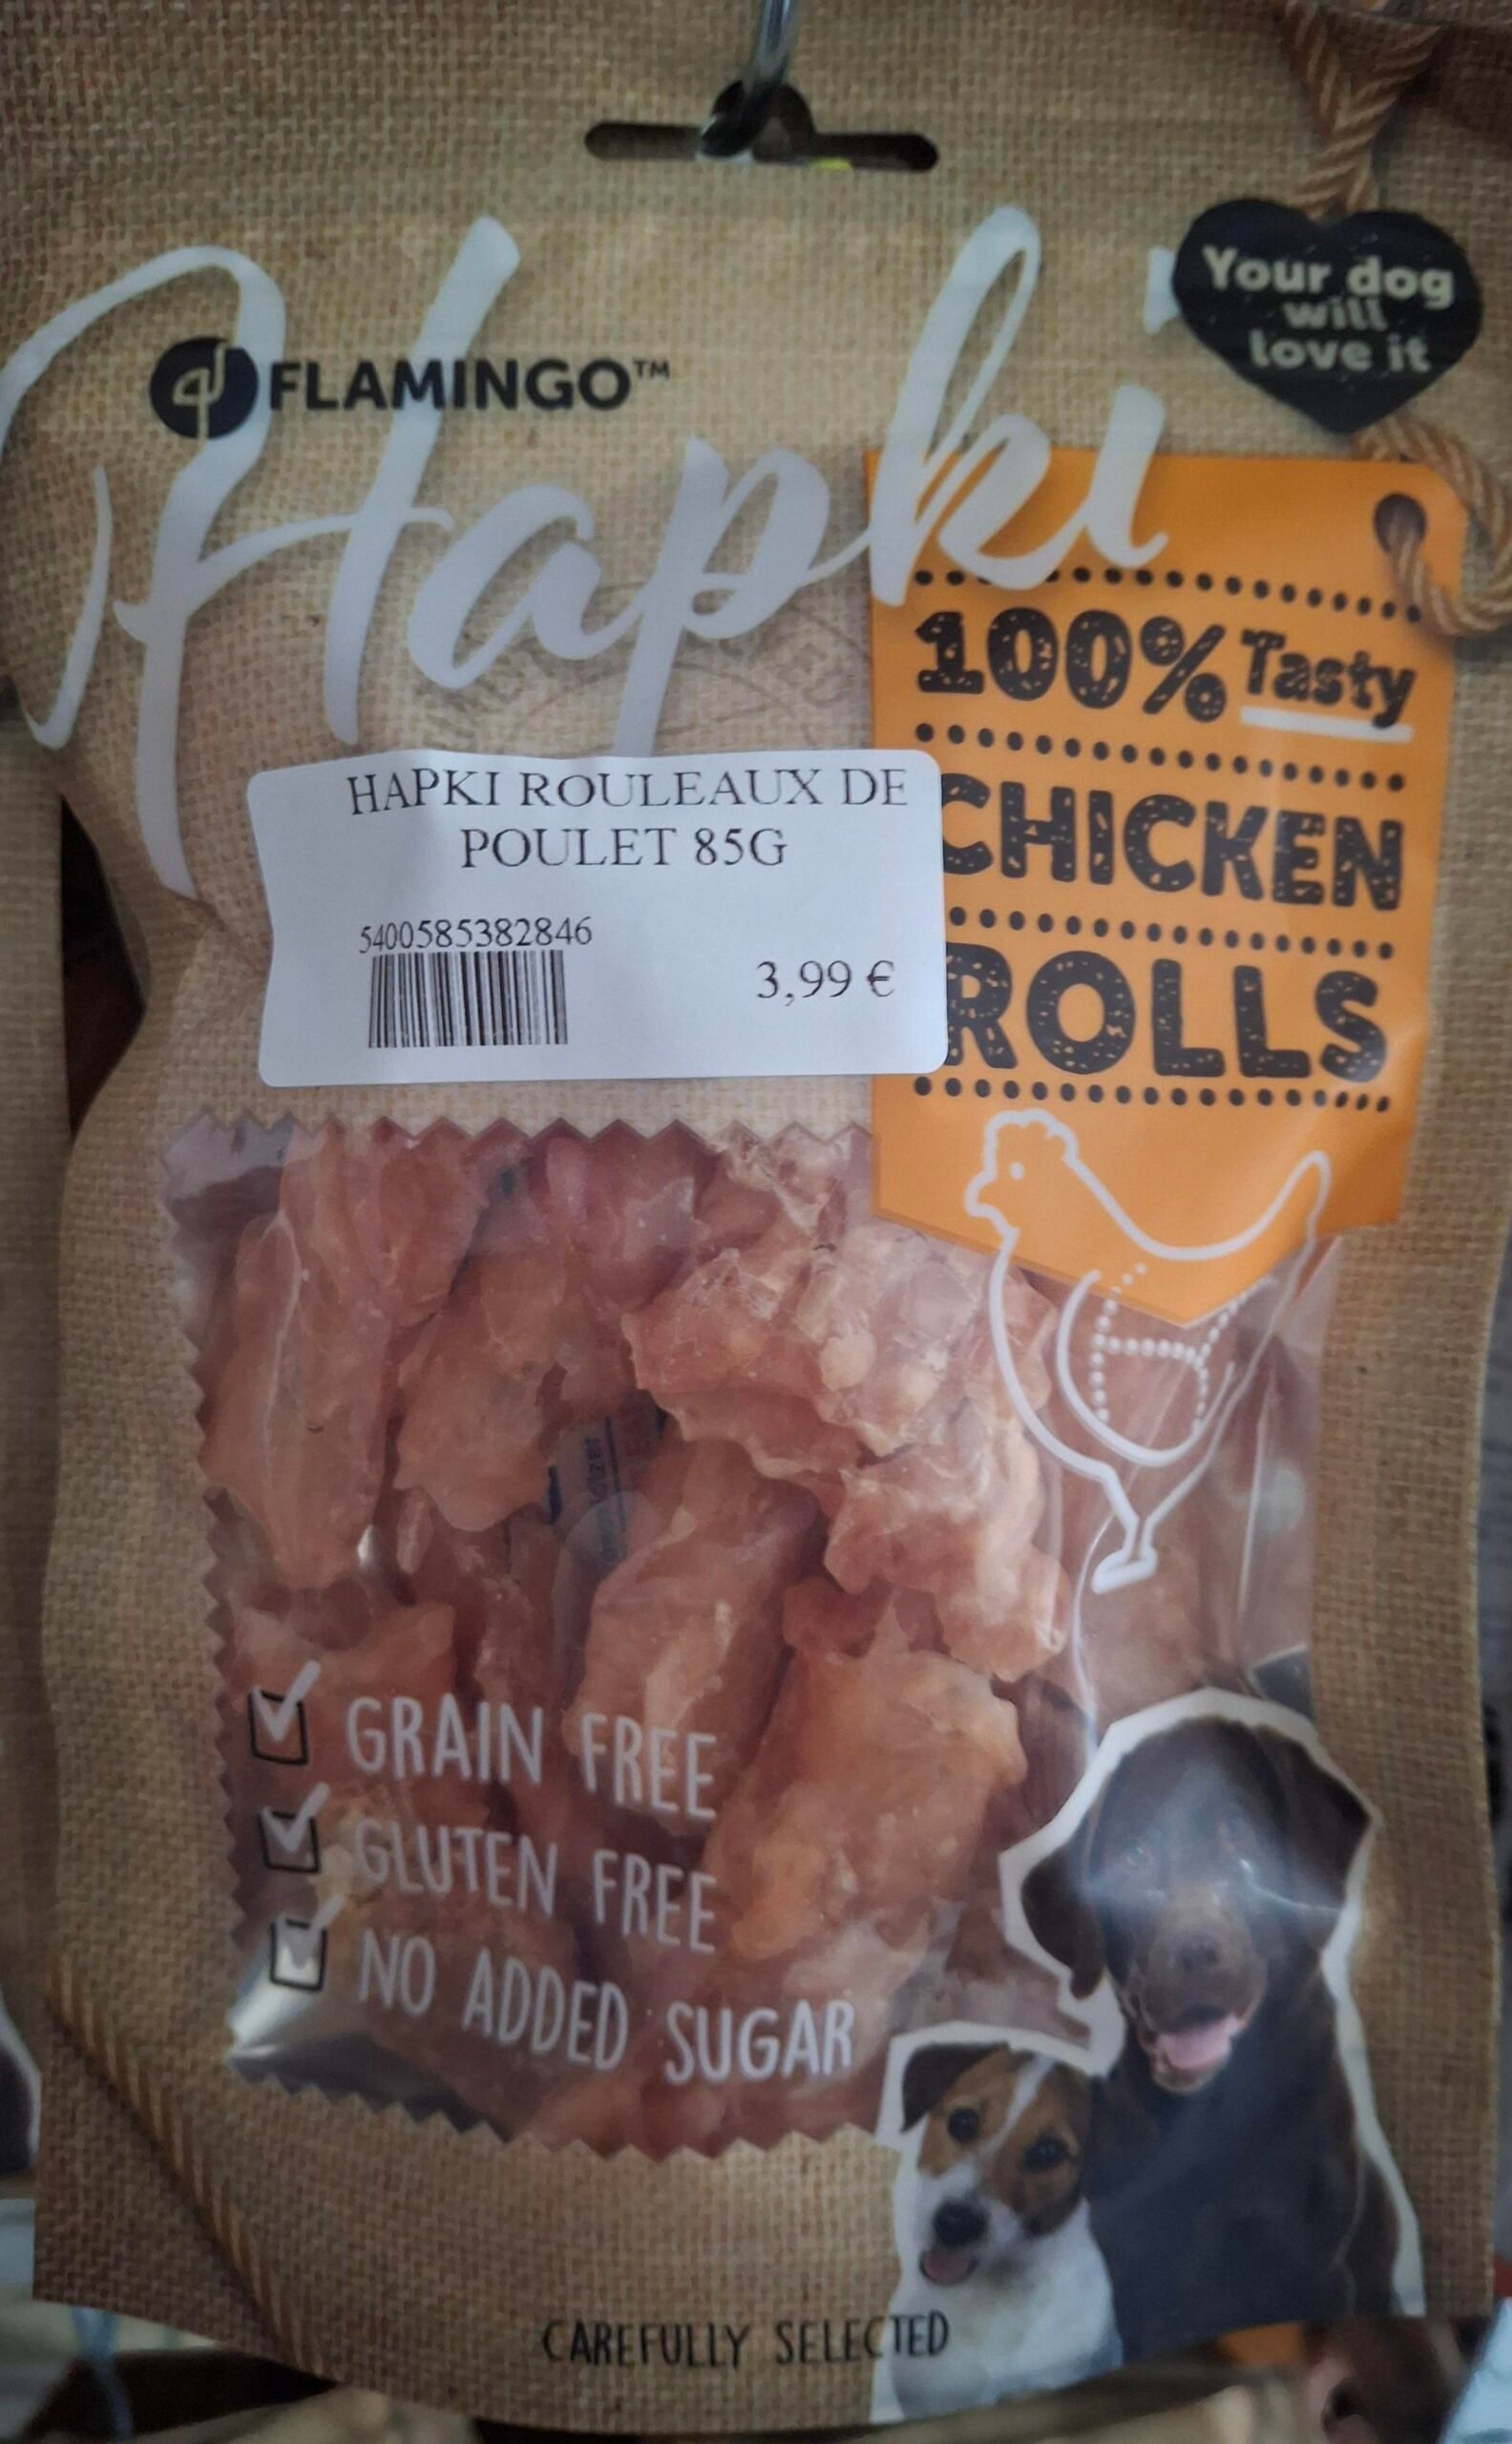 Your dog
will
love it
FLAMINGO™
Hapki
100% Tasty
CHICKEN
ROLLS
HAPKI ROULEAUX DE
POULET 85G
5400585382846
3,99 €
GRAIN FREE
GLUTEN FREE
NO ADDED SUGAR
CAREFULLY SELECTED